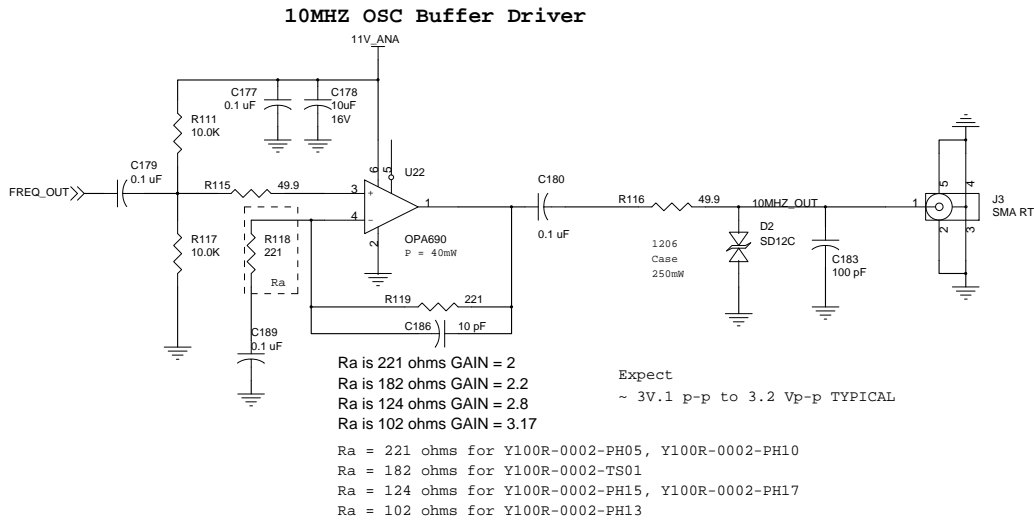 10MHZ OSC Buffer Driver
11V_ANA
C177
0.1 uF
C178
10uF
16V
R111
10.0K
C179
0.1 uF
FREQ_OUT
R115
49.9
3
4
6
5
U22
1
2
OPA690
P = 40mW
C180
0.1 uF
R116
49.9
10MHZ_OUT
1206
Case
250mW
D2
SD12C
C183
100 pF
1
5
4
2
3
J3
SMA RT
R117
10.0K
R118
221
Ra
R119
221
C186
10 pF
C189
0.1 uF
Ra is 221 ohms GAIN = 2
Ra is 182 ohms GAIN = 2.2
Ra is 124 ohms GAIN = 2.8
Ra is 102 ohms GAIN = 3.17
Expect
~ 3V.1 p-p to 3.2 Vp-p TYPICAL
Ra = 221 ohms for Y100R-0002-PH05, Y100R-0002-PH10
Ra = 182 ohms for Y100R-0002-TS01
Ra = 124 ohms for Y100R-0002-PH15, Y100R-0002-PH17
Ra = 102 ohms for Y100R-0002-PH13